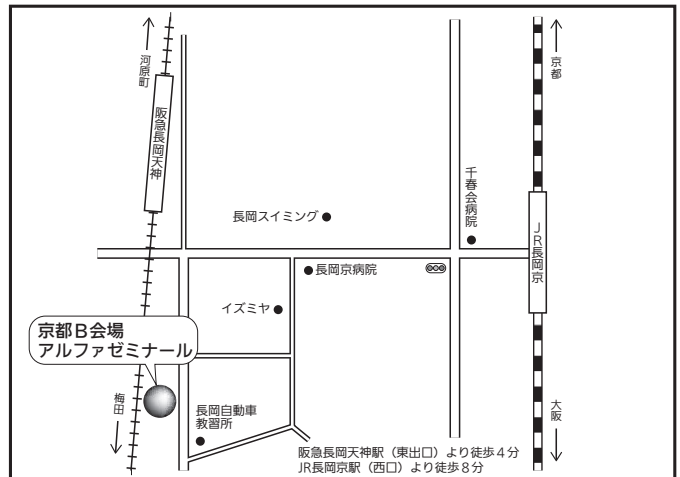 河原町
阪急長岡天神
京都
千春会病院
長岡スイミング
JR長岡京
長岡京病院
イズミヤ
京都B会場
アルファゼミナール
梅田
長岡自動車
教習所
大阪
阪急長岡天神駅（東出口）より徒歩4分
JR長岡京駅（西口）より徒歩8分